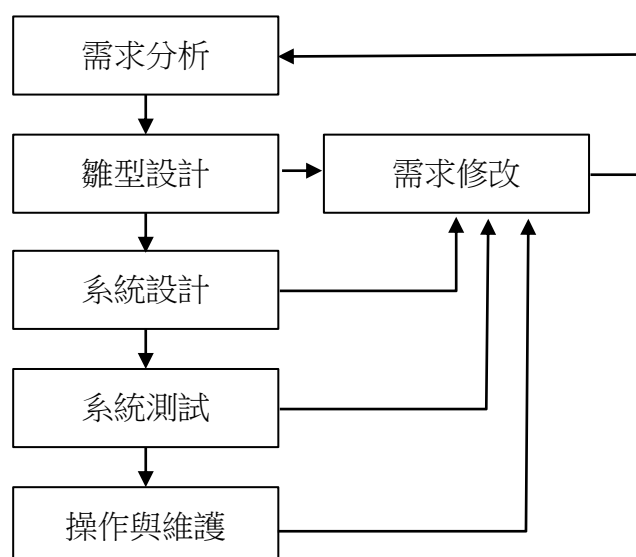 需求分析
雛型設計
需求修改
系統設計
系統測試
操作與維護